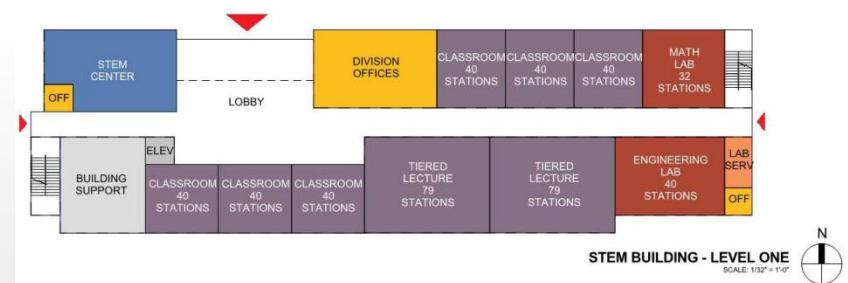 STEM
CENTER
OFF
LOBBY
DIVISION
OFFICES
CLASSROOM
40
STATIONS
CLASSROOM
40
STATIONS
CLASSROOM
40
STATIONS
MATH
LAB
32
STATIONS
BUILDING
SUPPORT
ELEV
CLASSROOM
40
STATIONS
CLASSROOM
40
STATIONS
CLASSROOM
40
STATIONS
TIERED
LECTURE
79
STATIONS
TIERED
LECTURE
79
STATIONS
ENGINEERING
LAB
40
STATIONS
LAB
SERV
OFF
STEM BUILDING - LEVEL ONE
SCALE: 1/32" = 1'-0"
N